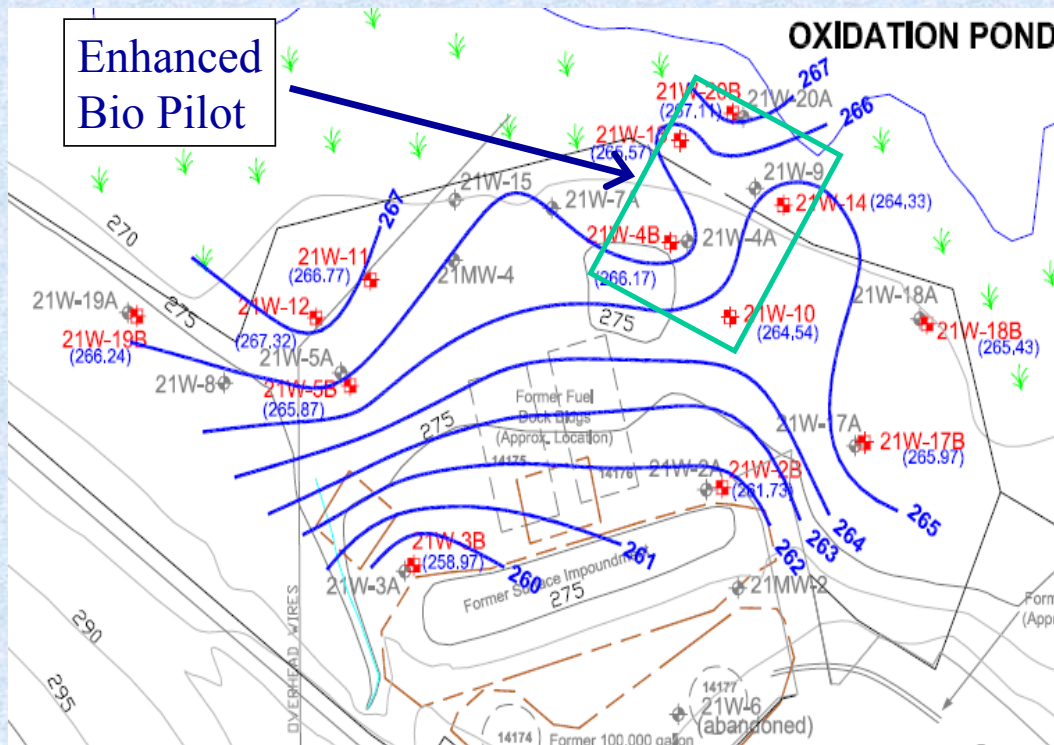 Enhanced
Bio Pilot
OXIDATION POND
267
21W-20B
21W-20A
(267.11)
266
21W-1
(265,57)
21W-15
21W-9
21W-7A
21W-14 (264,33)
267
270
21W-4B
21W-4A
21W-11
(266.77)
21MW-4
(266.17)
275
21W-19A
21W-12
21W-18A
275
21W-10
21W-18B
21W-19B
(267,32)
(264,54)
(265,43)
(266.24)
21W-5A
21W-8
21W-5B
(265.87)
Former Fuel
Dock Bldgs
(Approx. Location)
275
21W-17A
21W-17B
(265.97)
14175
14176
21W-2A
21W-2B
(261.73)
265
264
263
262
21W-3B
(258,97)
261
260
21W-3A
Former Surface Impoundment
275
21MW-2
Form
(Appr
OVERHEAD WIRES
290
295
14177
21W-6
(abandoned)
14174
Former 100,000 gallon